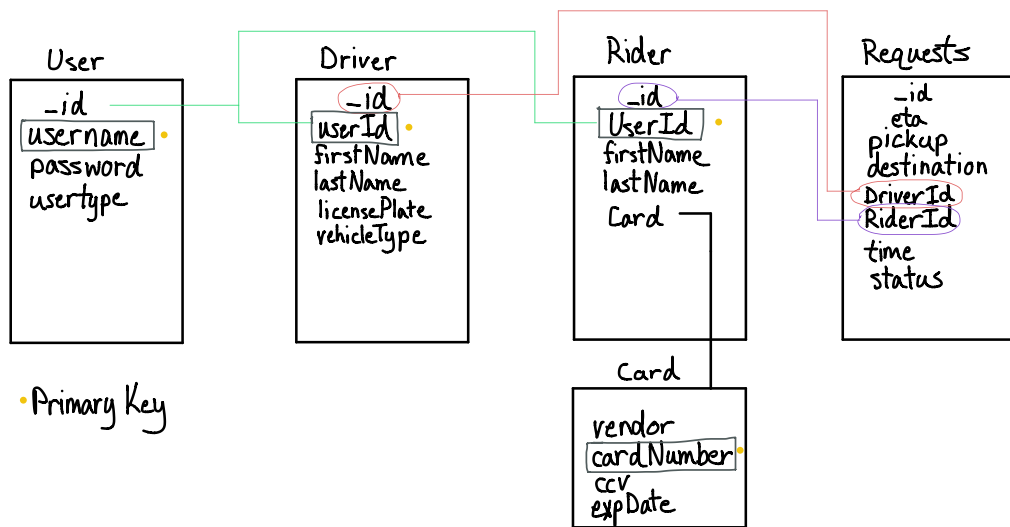 User
_id
username
password
usertype
Driver
_id
userId
firstName
lastName
licensePlate
vehicleType
Rider
_id
UserId
firstName
lastName
Card
Requests
_id
eta
pickup
destination
DriverId
RiderId
time
status
Card
vendor
cardNumber
ccv
expDate
Primary Key